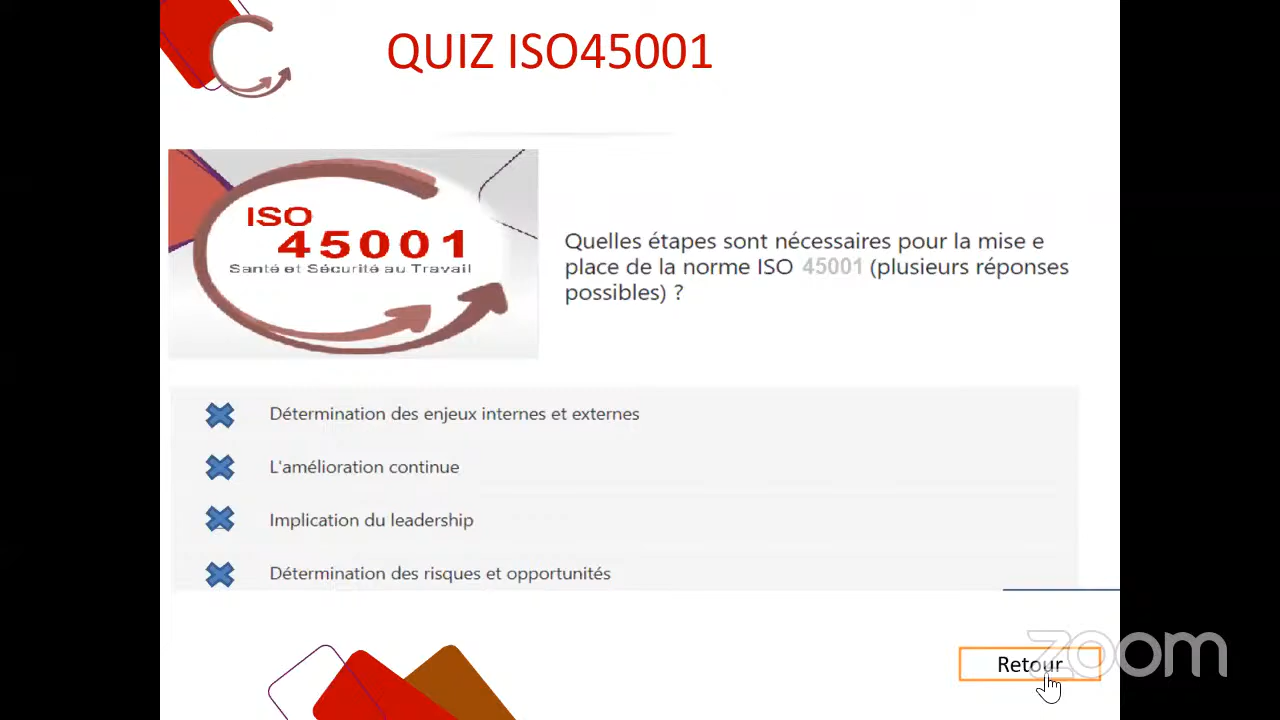 QUIZ ISO45001
ISO
45001
Santé et Sécurité au Travail
Quelles étapes sont nécessaires pour la mise e
place de la norme ISO 45001 (plusieurs réponses
possibles) ?
Détermination des enjeux internes et externes
L'amélioration continue
Implication du leadership
Détermination des risques et opportunités
Retour
zoom